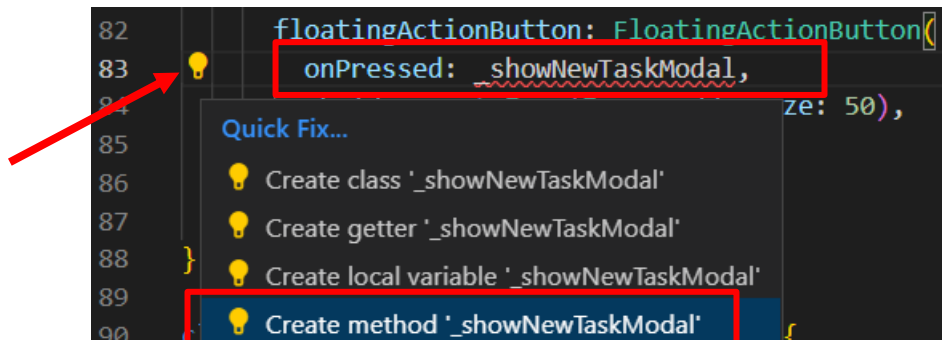 82 floatingActionButton: FloatingActionButton(
83 onPressed: _showNewTaskModal,
84 ze: 50),
85 Quick Fix...
86 Create class '_showNewTaskModal'
87 Create getter '_showNewTaskModal'
88 } Create local variable '_showNewTaskModal'
89
90 Create method '_showNewTaskModal' {